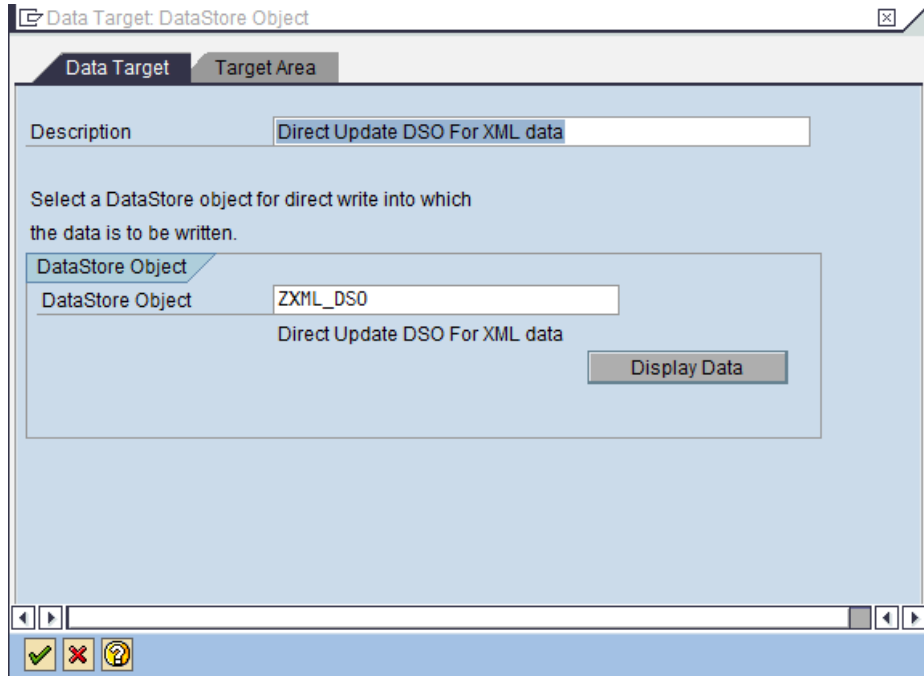 Data Target: DataStore Object
Data Target Target Area
Description Direct Update DSO For XML data
Select a DataStore object for direct write into which
the data is to be written.
DataStore Object
DataStore Object ZXML_DSO
Direct Update DSO For XML data
Display Data